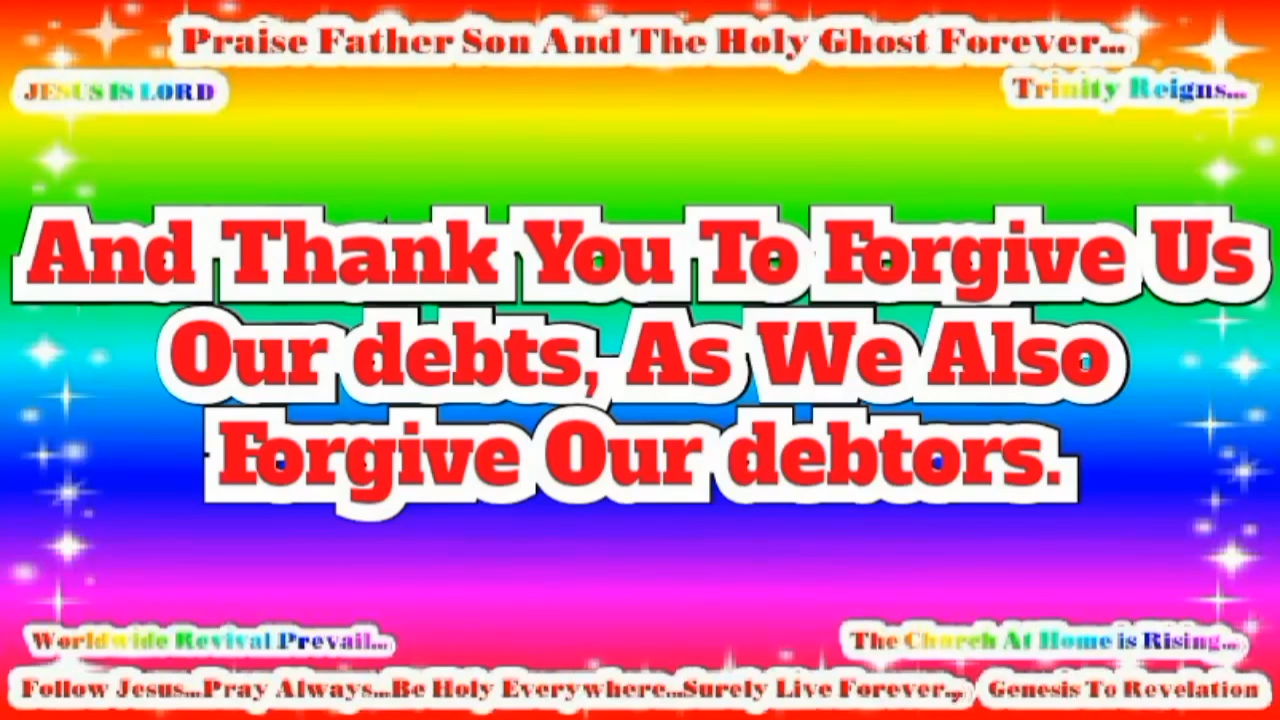 Praise Father Son And The Holy Ghost Forever...
JESUS IS LORD
Trinity Reigns...
And Thank You To Forgive Us
Our debts, As We Also
Forgive Our debtors.
Worldwide Revival Prevail...
The Church At Home is Rising...
Follow Jesus...Pray Always...Be Holy Everywhere...Surely Live Forever...
Genesis To Revelation